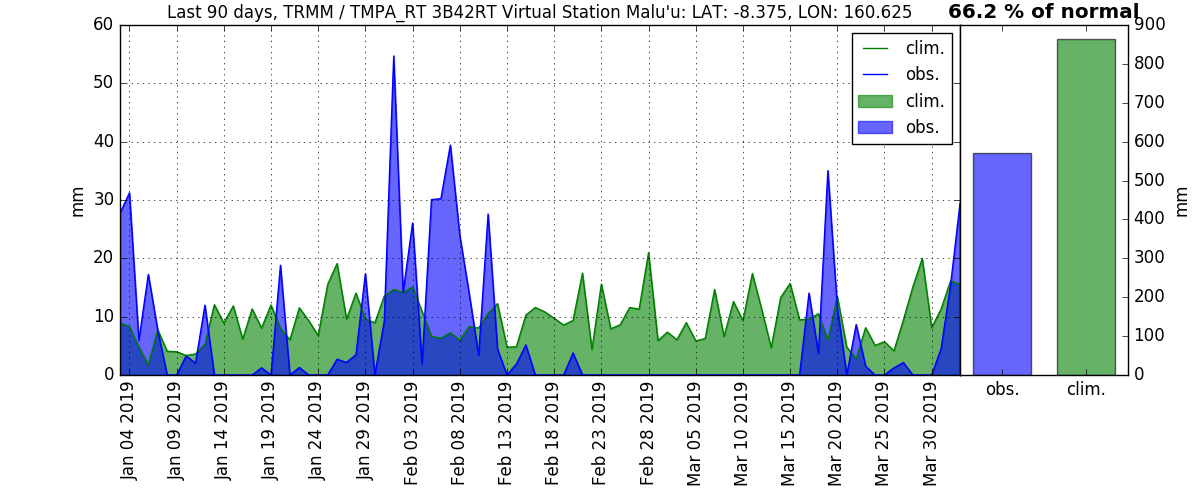 Last 90 days, TRMM / TMPA_RT 3B42RT Virtual Station Malu'u: LAT: -8.375, LON: 160.625
66.2 % of normal
60
50
40
30
20
10
0
mm
clim.
obs.
clim.
obs.
Jan 04 2019
Jan 09 2019
Jan 14 2019
Jan 19 2019
Jan 24 2019
Jan 29 2019
Feb 03 2019
Feb 08 2019
Feb 13 2019
Feb 18 2019
Feb 23 2019
Feb 28 2019
Mar 05 2019
Mar 10 2019
Mar 15 2019
Mar 20 2019
Mar 25 2019
Mar 30 2019
900
800
700
600
500
400
300
200
100
0
mm
obs.
clim.